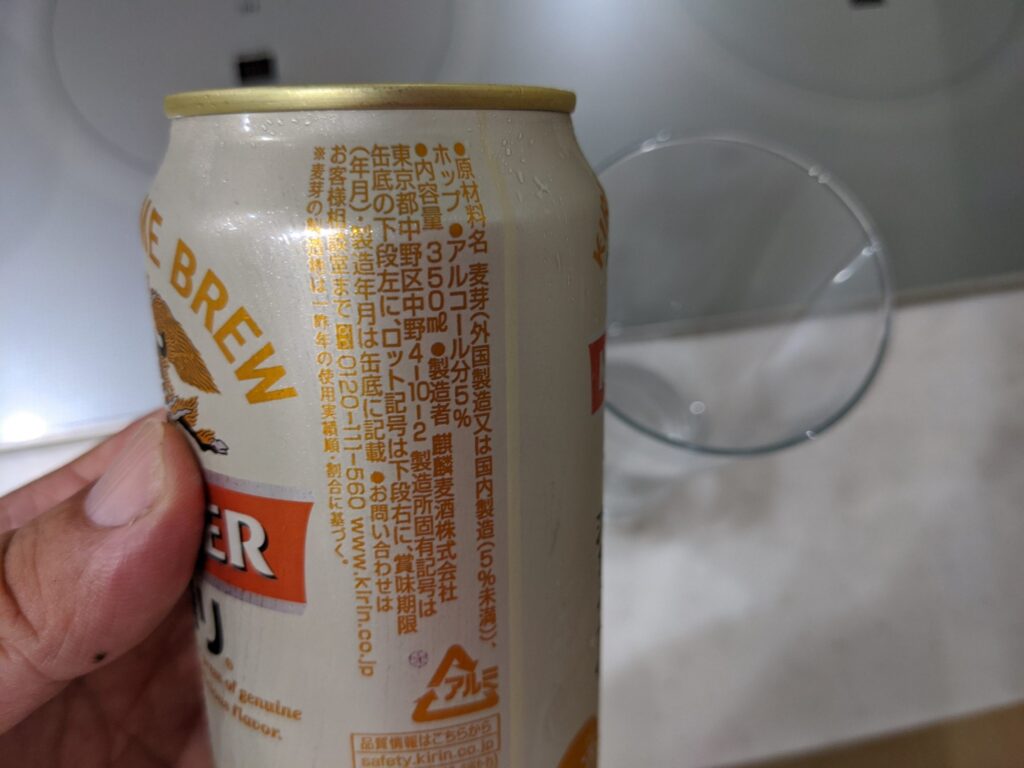 ●原材料名 麦芽(外国製造又は国内製造(5%未満))、
ホップ ●アルコール分5%
●内容量 350㎖ ●製造者 麒麟麦酒株式会社
東京都中野区中野4-10-2 製造所固有記号は
缶底の下段左に、ロット記号は下段右に、賞味期限
(年月)・製造年月は缶底に記載 ●お問い合わせは
お客様相談室まで 0120-111-560 www.kirin.co.jp
※麦芽の製造はは一昨年の使用実績順 割合に基づく。
BREW
ER
of genuine
flavor.
アルミ
品質情報はこちらから
safety.kirin.co.jp